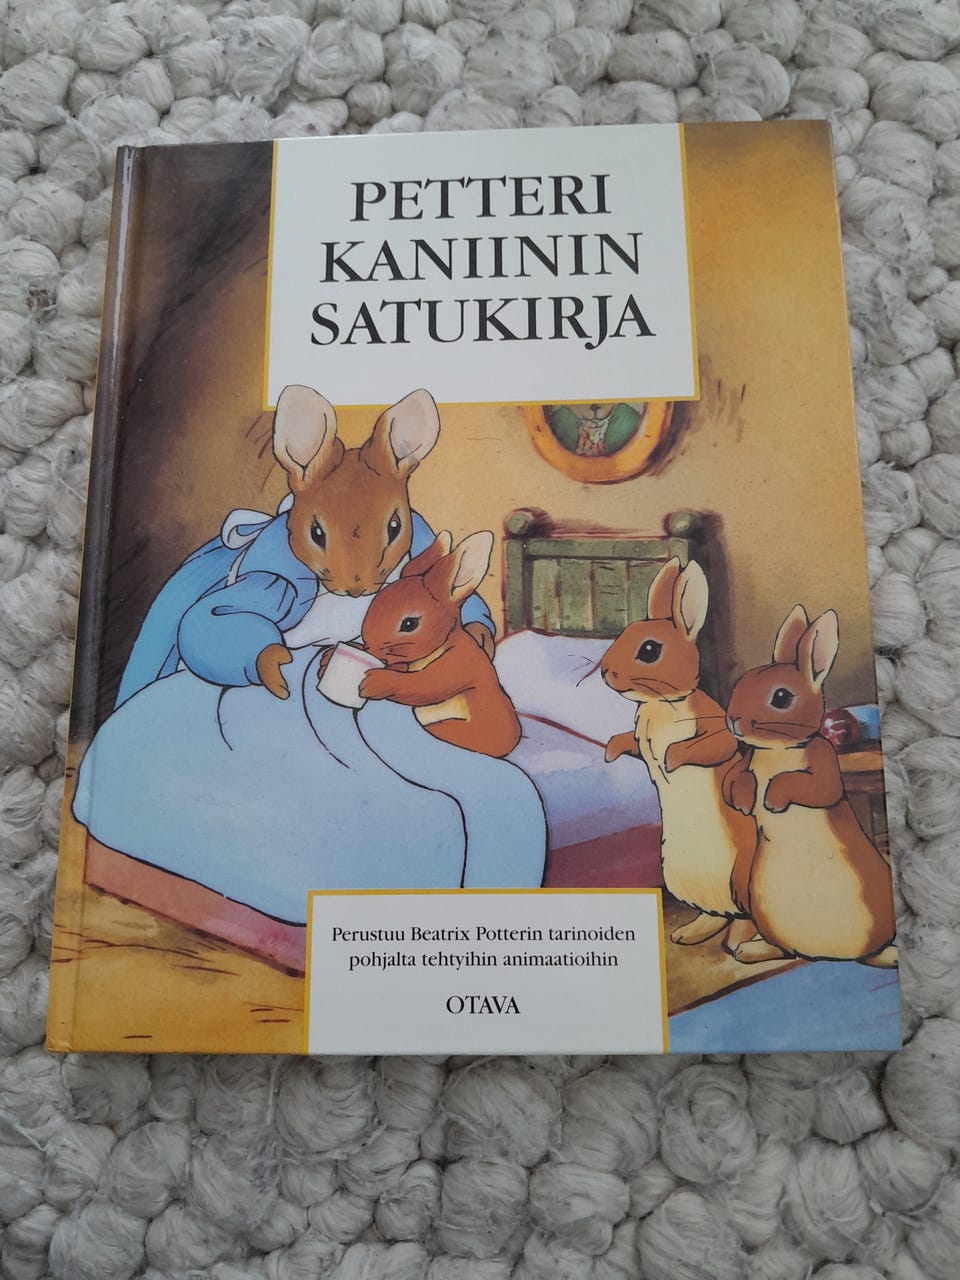 PETTERI
KANIININ
SATUKIRJA
Perustuu Beatrix Potterin tarinoiden
pohjalta tehtyihin animaatioihin
OTAVA